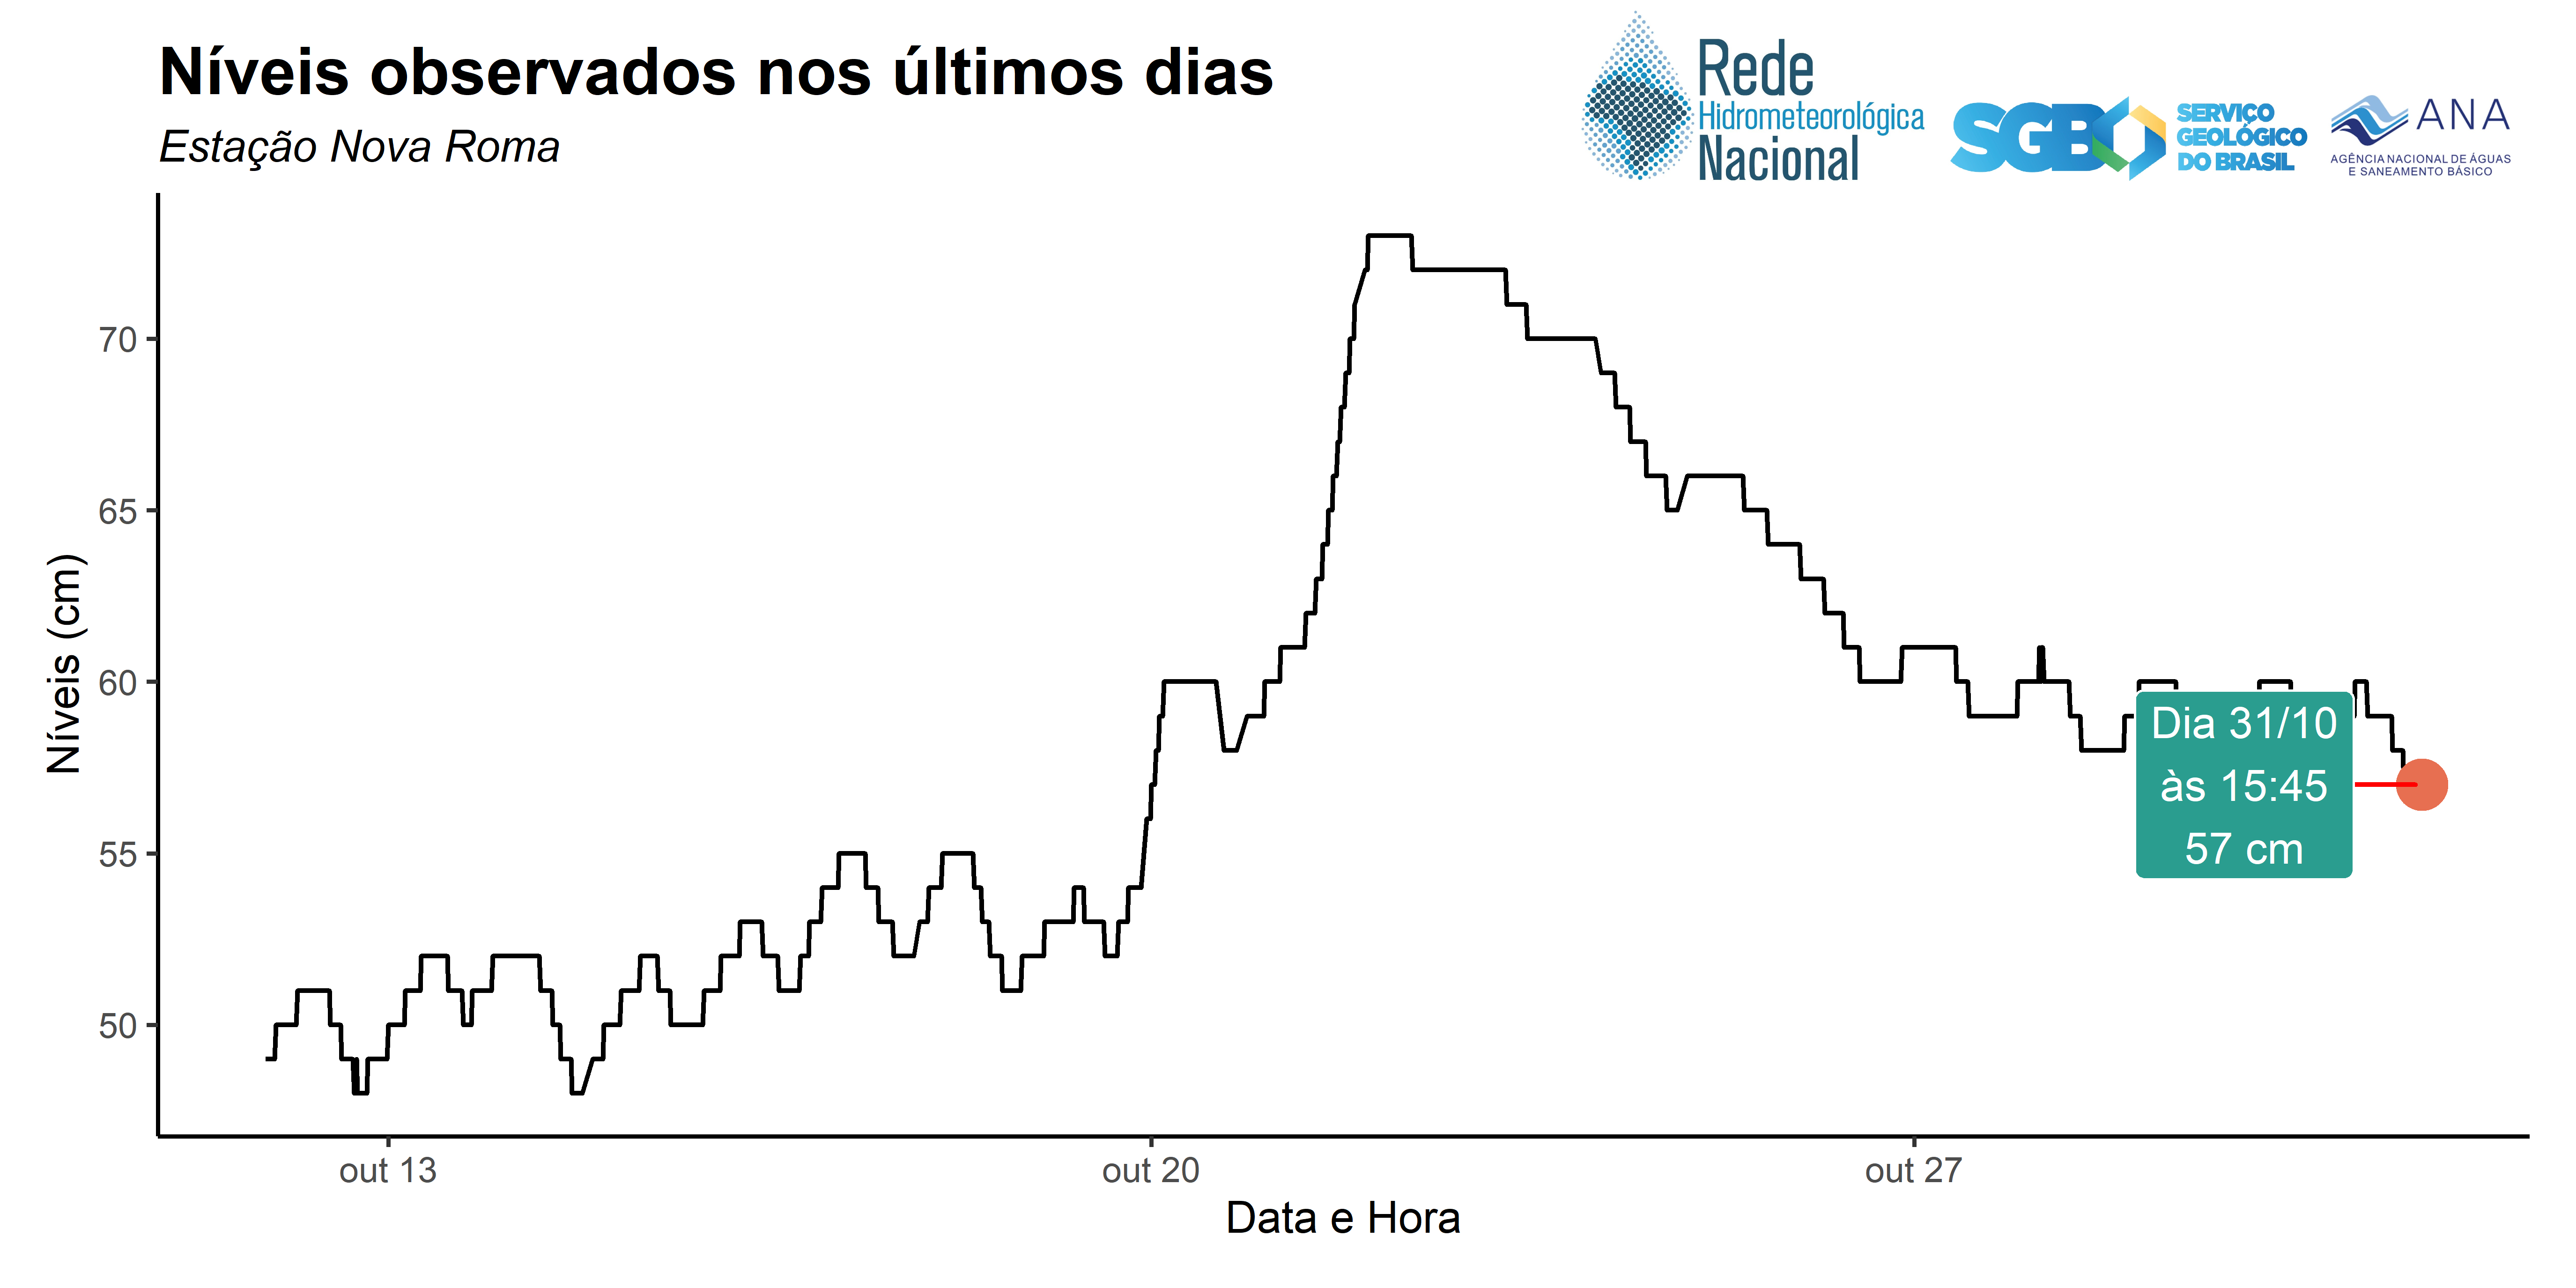 Níveis observados nos últimos dias
Estação Nova Roma
Rede
Hidrometeorológica
Nacional
SGB
SERVIÇO
GEOLÓGICO
DO BRASIL
ANA
AGÊNCIA NACIONAL DE ÁGUAS
E SANEAMENTO BÁSICO
Níveis (cm)
70
65
60
55
50
Dia 31/10
às 15:45
57 cm
out 13
out 20
out 27
Data e Hora